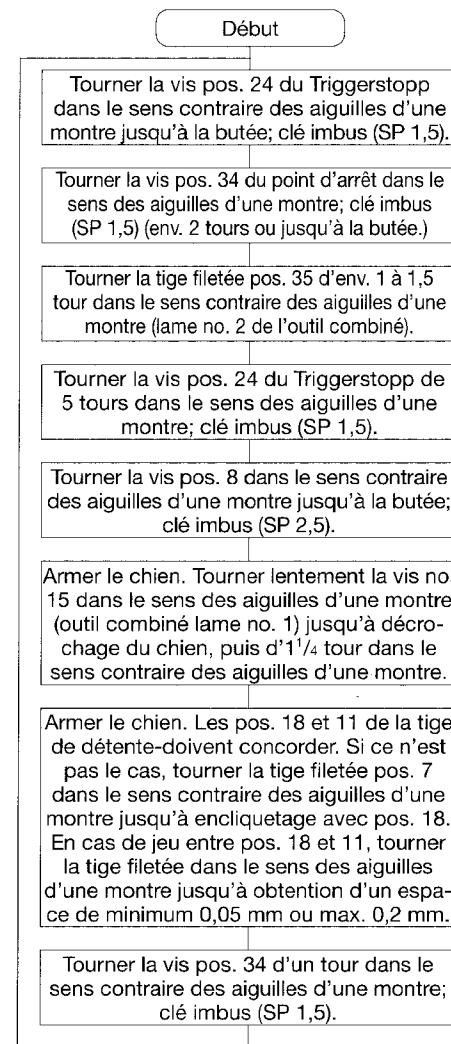 Début
Tourner la vis pos. 24 du Triggerstopp
dans le sens contraire des aiguilles d'une
montre jusqu'à la butée; clé imbus (SP 1,5).
Tourner la vis pos. 34 du point d'arrêt dans le
sens des aiguilles d'une montre; clé imbus
(SP 1,5) (env. 2 tours ou jusqu'à la butée.)
Tourner la tige filetée pos. 35 d'env. 1 à 1,5
tour dans le sens contraire des aiguilles d'une
montre (lame no. 2 de l'outil combiné).
Tourner la vis pos. 24 du Triggerstopp de
5 tours dans le sens des aiguilles d'une
montre; clé imbus (SP 1,5).
Tourner la vis pos. 8 dans le sens contraire
des aiguilles d'une montre jusqu'à la butée;
clé imbus (SP 2,5).
Armer le chien. Tourner lentement la vis no.
15 dans le sens des aiguilles d'une montre
(outil combiné lame no. 1) jusqu'à décro-
chage du chien, puis d'1 1/4 tour dans le
sens contraire des aiguilles d'une montre.
Armer le chien. Les pos. 18 et 11 de la tige
de détente-doivent concorder. Si ce n'est
pas le cas, tourner la tige filetée pos. 7
dans le sens contraire des aiguilles d'une
montre jusqu'à encliquetage avec pos. 18.
En cas de jeu entre pos. 18 et 11, tourner
la tige filetée dans le sens des aiguilles
d'une montre jusqu'à obtention d'un espa-
ce de minimum 0,05 mm ou max. 0,2 mm.
Tourner la vis pos. 34 d'un tour dans le
sens contraire des aiguilles d'une montre;
clé imbus (SP 1,5).